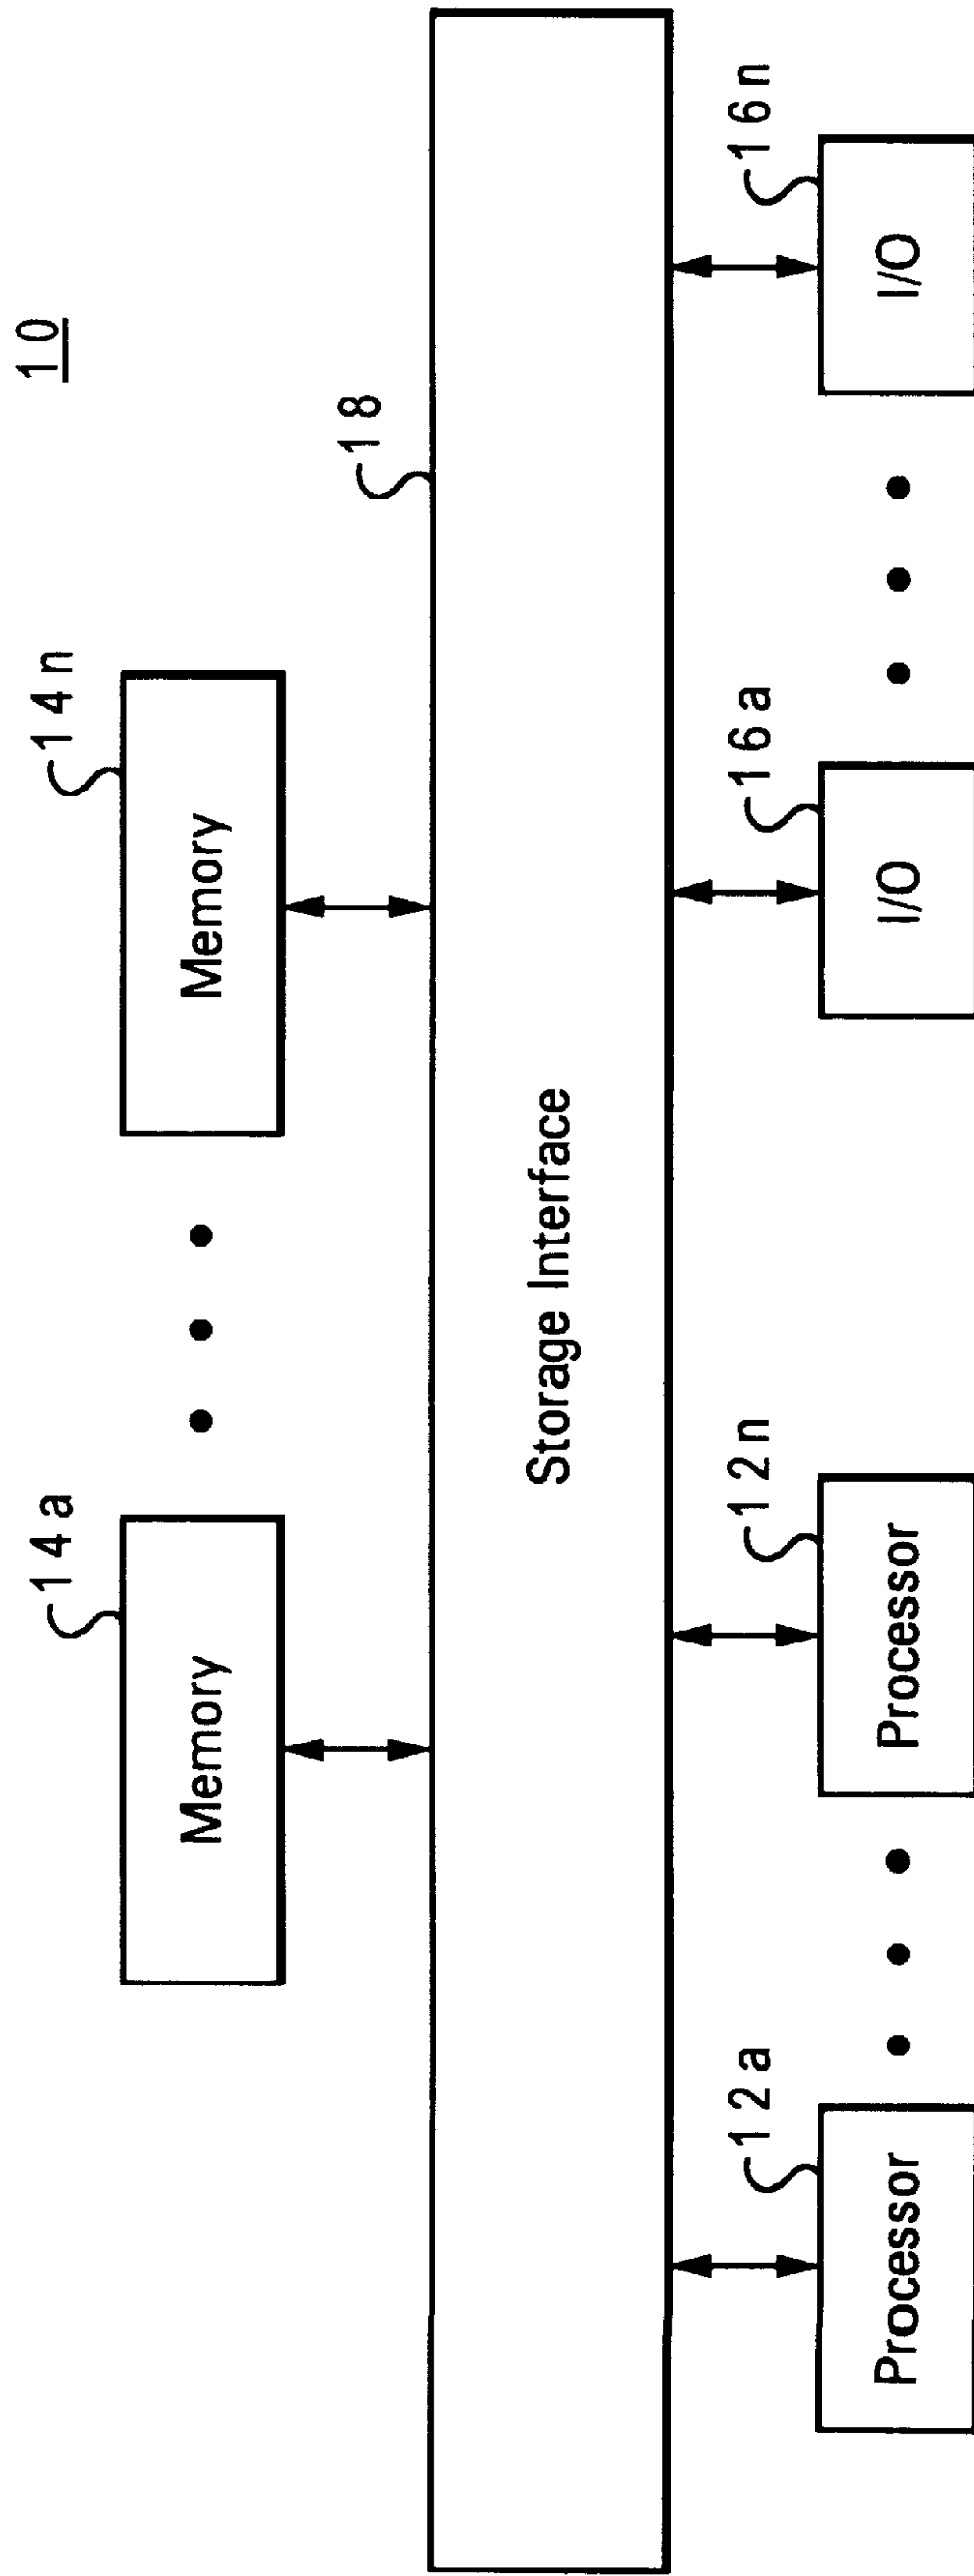 10
14a
14n
Memory
Memory
18
Storage Interface
12a
12n
16a
16n
Processor
Processor
I/O
I/O